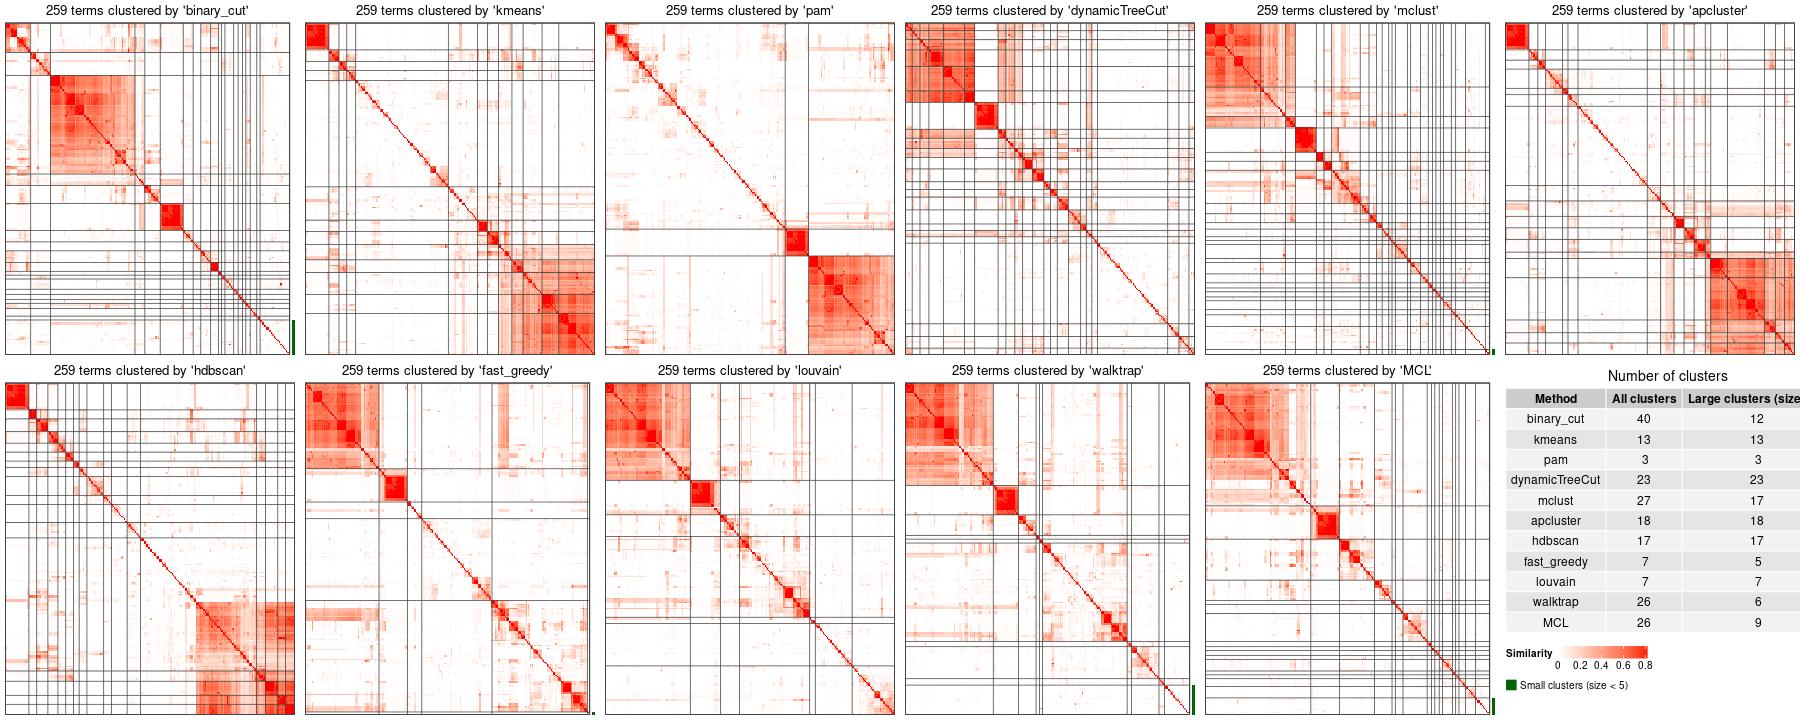 259 terms clustered by 'binary_cut'
259 terms clustered by 'kmeans'
259 terms clustered by 'pam'
259 terms clustered by 'dynamicTreeCut'
259 terms clustered by 'mclust'
259 terms clustered by 'apcluster'
259 terms clustered by 'hdbscan'
259 terms clustered by 'fast_greedy'
259 terms clustered by 'louvain'
259 terms clustered by 'walktrap'
259 terms clustered by 'MCL'
Number of clusters
Method All clusters Large clusters (size
binary_cut 40 12
kmeans 13 13
pam 3 3
dynamicTreeCut 23 23
mclust 27 17
apcluster 18 18
hdbscan 17 17
fast_greedy 7 5
louvain 7 7
walktrap 26 6
MCL 26 9
Similarity
0 0.2 0.4 0.6 0.8
Small clusters (size < 5)